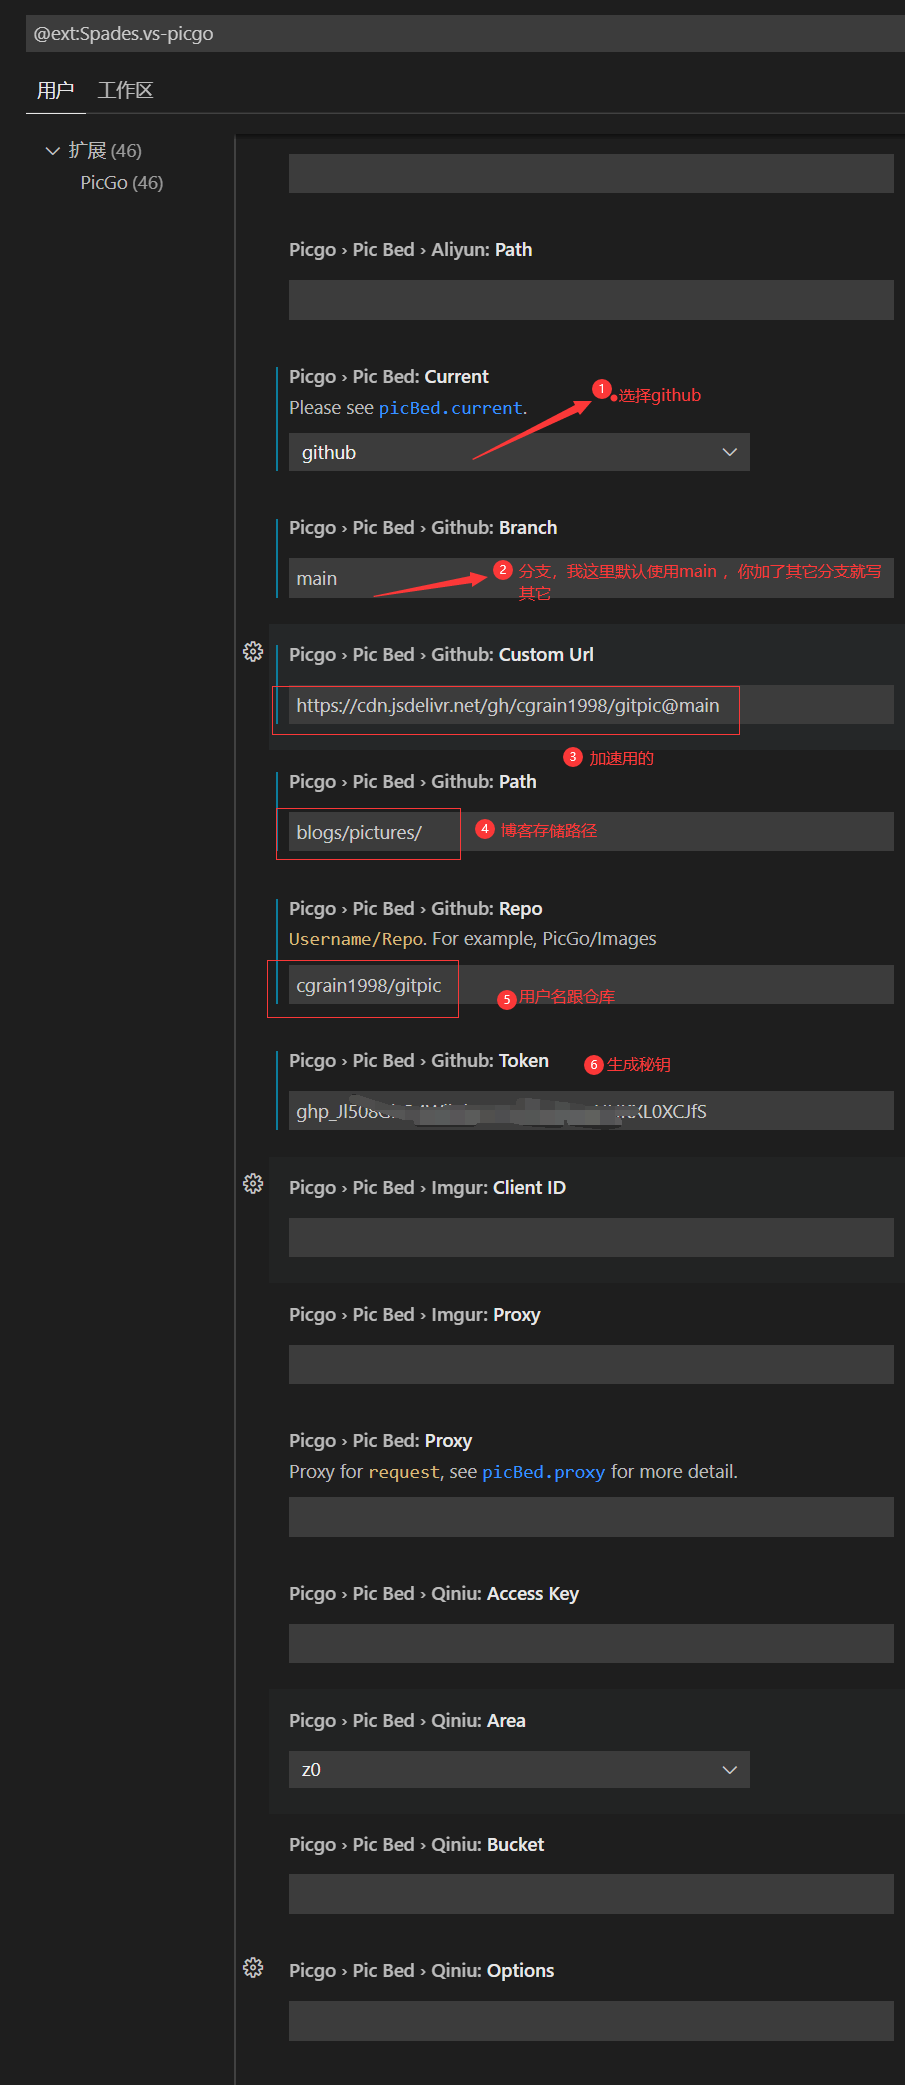 @ext:Spades.vs-picgo
用户 工作区
扩展 (46)
PicGo (46)
Picgo › Pic Bed › Aliyun: Path
Picgo › Pic Bed: Current
1 选择github
Please see picBed.current.
github
Picgo › Pic Bed › Github: Branch
main
2 分支，我这里默认使用main ，你加了其它分支就写
其它
Picgo › Pic Bed › Github: Custom Url
https://cdn.jsdelivr.net/gh/cgrain1998/gitpic@main
3 加速用的
Picgo › Pic Bed › Github: Path
blogs/pictures/
4 博客存储路径
Picgo › Pic Bed › Github: Repo
Username/Repo. For example, PicGo/Images
cgrain1998/gitpic
5 用户名跟仓库
Picgo › Pic Bed › Github: Token
6 生成秘钥
Picgo › Pic Bed › Imgur: Client ID
Picgo › Pic Bed › Imgur: Proxy
Picgo › Pic Bed: Proxy
Proxy for request, see picBed.proxy for more detail.
Picgo › Pic Bed › Qiniu: Access Key
Picgo › Pic Bed › Qiniu: Area
z0
Picgo › Pic Bed › Qiniu: Bucket
Picgo › Pic Bed › Qiniu: Options